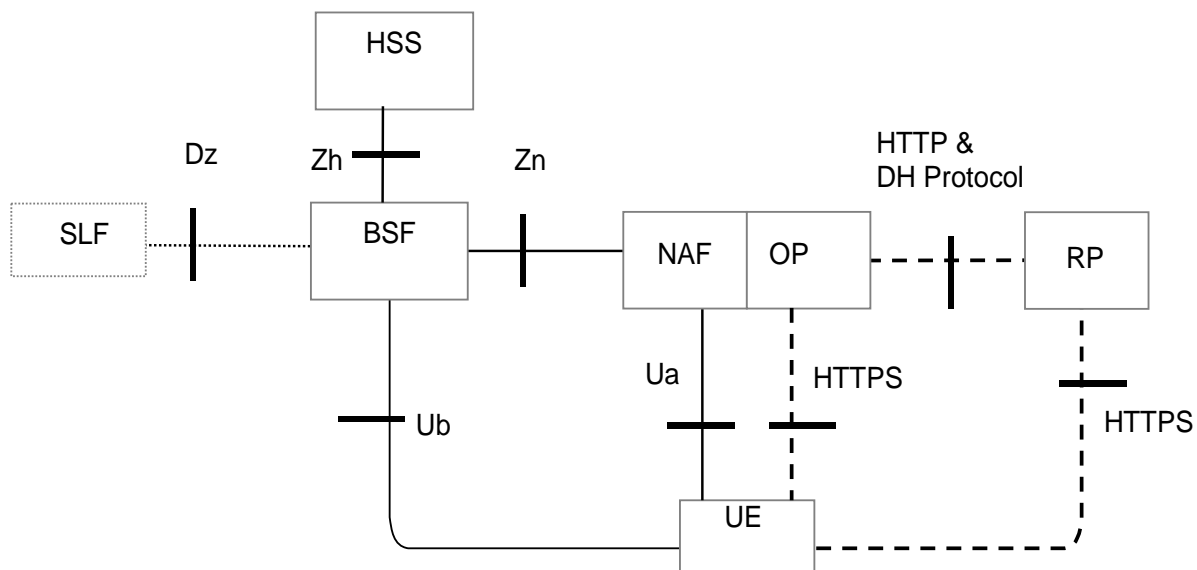 HSS
HTTP &
DH Protocol
Dz
Zh
Zn
SLF
BSF
NAF
OP
RP
Ua
HTTPS
Ub
HTTPS
UE